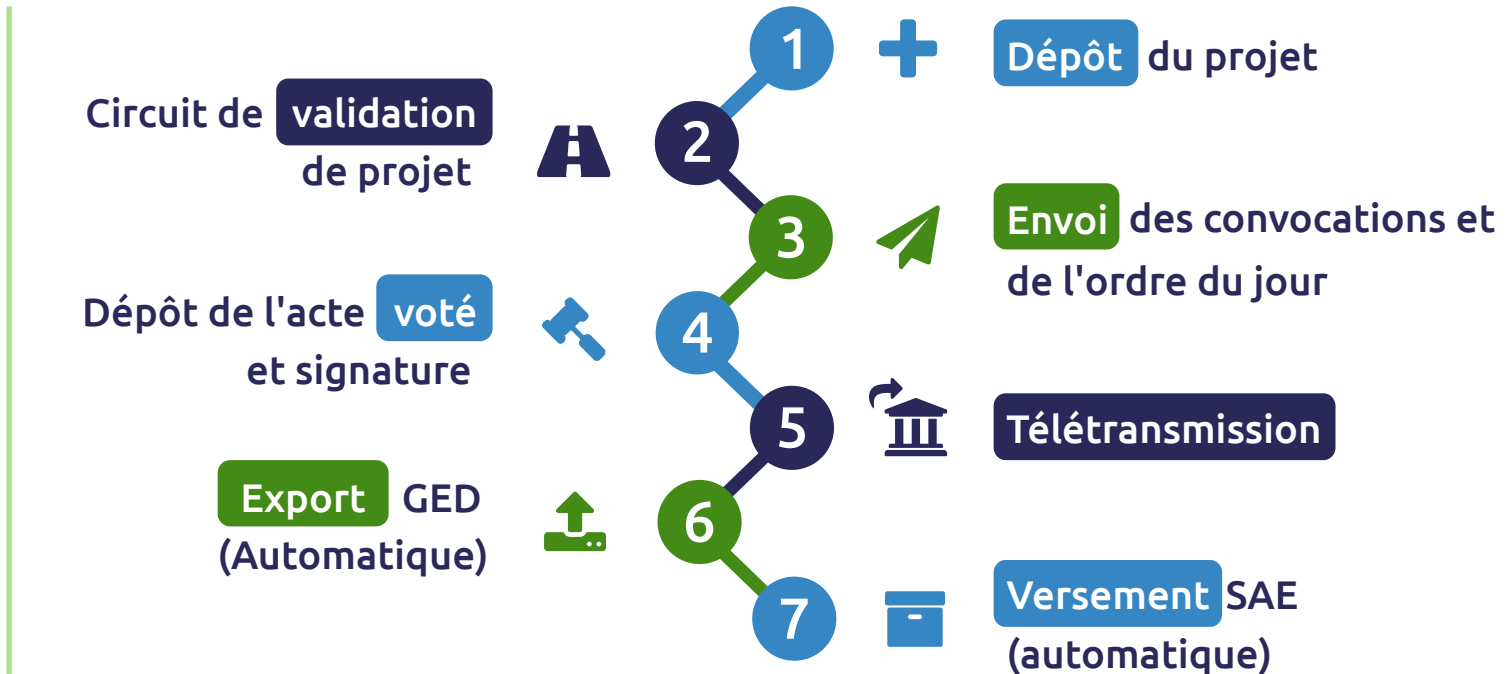 1
Dépôt du projet
Circuit de validation
de projet
2
3
Envoi des convocations et
de l'ordre du jour
Dépôt de l'acte voté
et signature
4
5
Télétransmission
Export GED
(Automatique)
6
7
Versement SAE
(automatique)